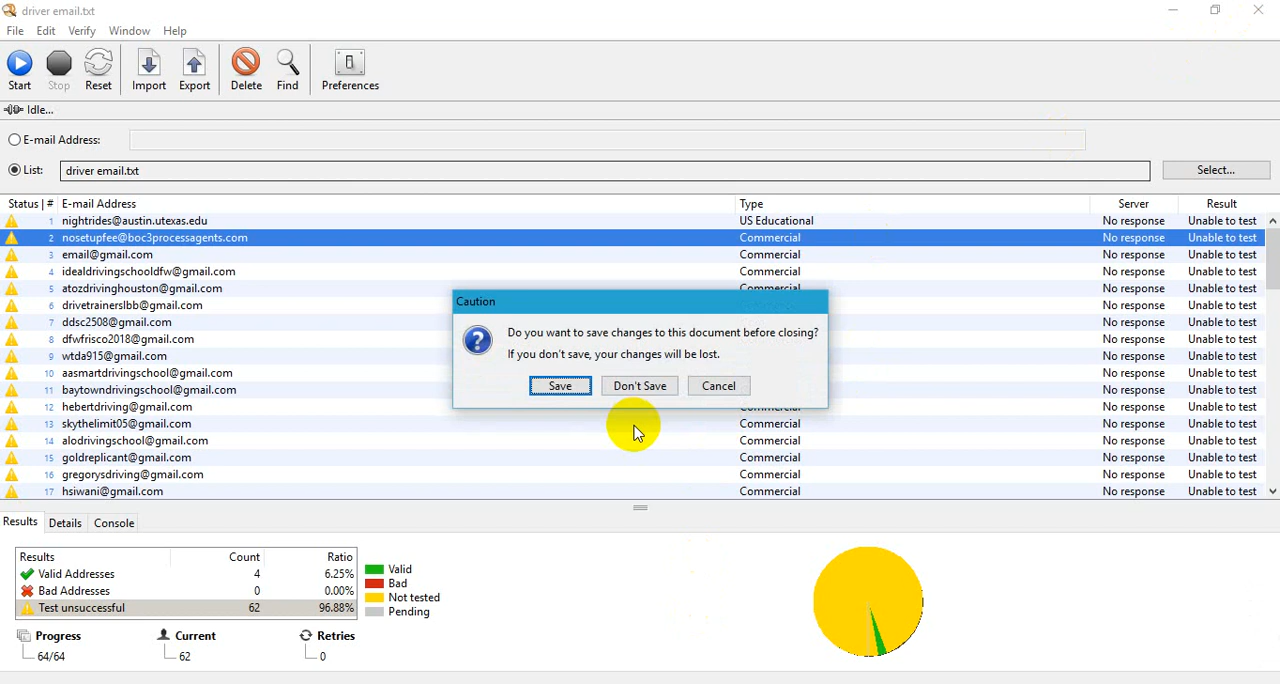 driver email.txt
File Edit Verify Window Help
Start Stop Reset Import Export Delete Find Preferences
Idle...
E-mail Address:
List: driver email.txt Select...
Status # E-mail Address Type Server Result
1 nightrides@austin.utexas.edu US Educational No response Unable to test
2 nosetupfee@boc3processagents.com Commercial No response Unable to test
3 email@gmail.com Commercial No response Unable to test
4 idealdrivingschooldfw@gmail.com Commercial No response Unable to test
5 atozdrivinghouston@gmail.com Commercial No response Unable to test
6 drivetrainerslbb@gmail.com No response Unable to test
7 ddsc2508@gmail.com No response Unable to test
8 dfwfrisco2018@gmail.com No response Unable to test
9 wtda915@gmail.com No response Unable to test
10 aasmartdrivingschool@gmail.com No response Unable to test
11 baytowndrivingschool@gmail.com No response Unable to test
12 hebertdriving@gmail.com Commercial No response Unable to test
13 skythelimit05@gmail.com Commercial No response Unable to test
14 alodrivingschool@gmail.com Commercial No response Unable to test
15 goldreplicant@gmail.com Commercial No response Unable to test
16 gregorysdriving@gmail.com Commercial No response Unable to test
17 hsiwani@gmail.com Commercial No response Unable to test
Caution
Do you want to save changes to this document before closing?
If you don't save, your changes will be lost.
Save Don't Save Cancel
Results Details Console
Results Count Ratio
Valid Addresses 4 6.25%
Bad Addresses 0 0.00%
Test unsuccessful 62 96.88%
Valid
Bad
Not tested
Pending
Progress Current Retries
64/64 62 0